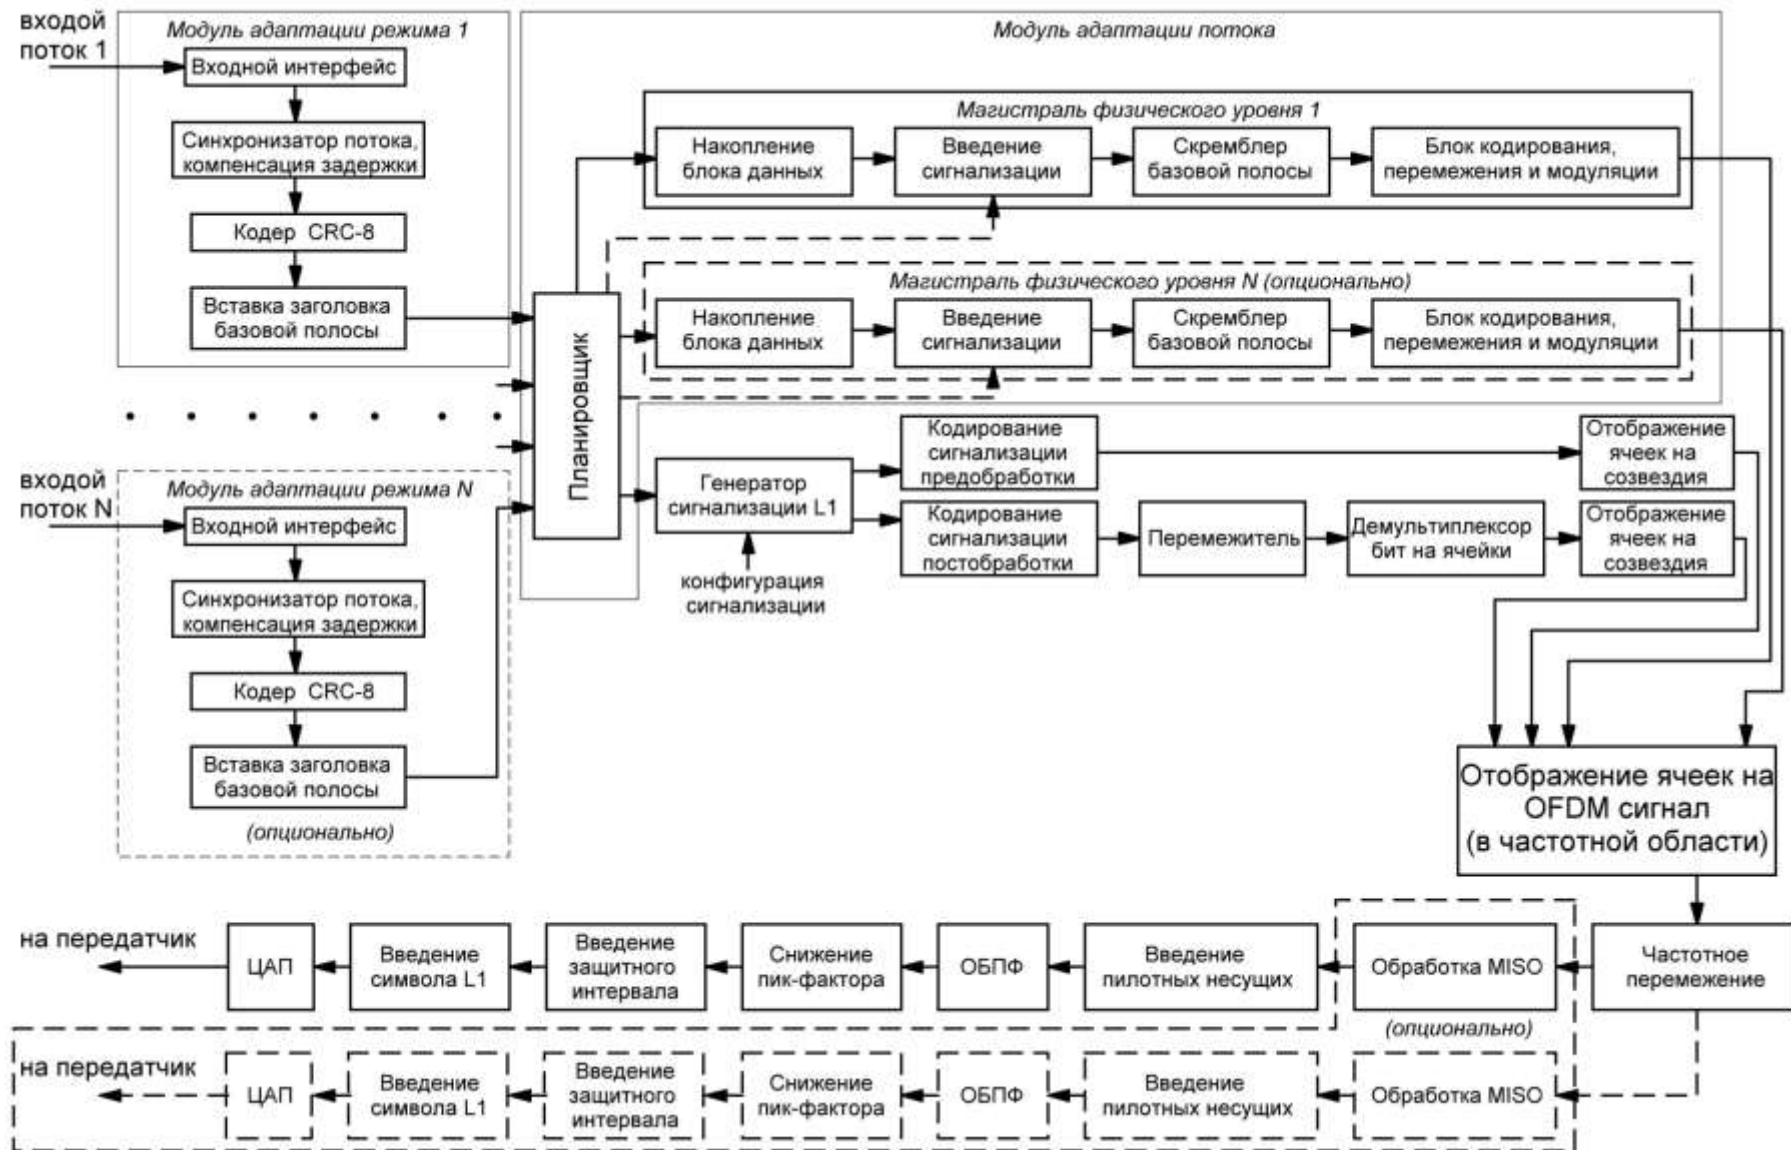 входой
поток 1
Модуль адаптации режима 1
Входной интерфейс
Синхронизатор потока,
компенсация задержки
Кодер CRC-8
Вставка заголовка
базовой полосы
Модуль адаптации потока
Магистраль физического уровня 1
Накопление
блока данных
Введение
сигнализации
Скремблер
базовой полосы
Блок кодирования,
перемежения и модуляции
Магистраль физического уровня N (опционально)
Накопление
блока данных
Введение
сигнализации
Скремблер
базовой полосы
Блок кодирования,
перемежения и модуляции
Планировщик
входой
поток N
Модуль адаптации режима N
Входной интерфейс
Синхронизатор потока,
компенсация задержки
Кодер CRC-8
Вставка заголовка
базовой полосы
(опционально)
Генератор
сигнализации L1
конфигурация
сигнализации
Кодирование
сигнализации
предобработки
Отображение
ячеек на
созвездия
Кодирование
сигнализации
постобработки
Перемежитель
Демультиплексор
бит на ячейки
Отображение
ячеек на
созвездия
Отображение ячеек на
OFDM сигнал
(в частотной области)
на передатчик
ЦАП
Введение
символа L1
Введение
защитного
интервала
Снижение
пик-фактора
ОБПФ
Введение
пилотных несущих
Обработка MISO
Частотное
перемежение
(опционально)
на передатчик
ЦАП
Введение
символа L1
Введение
защитного
интервала
Снижение
пик-фактора
ОБПФ
Введение
пилотных несущих
Обработка MISO